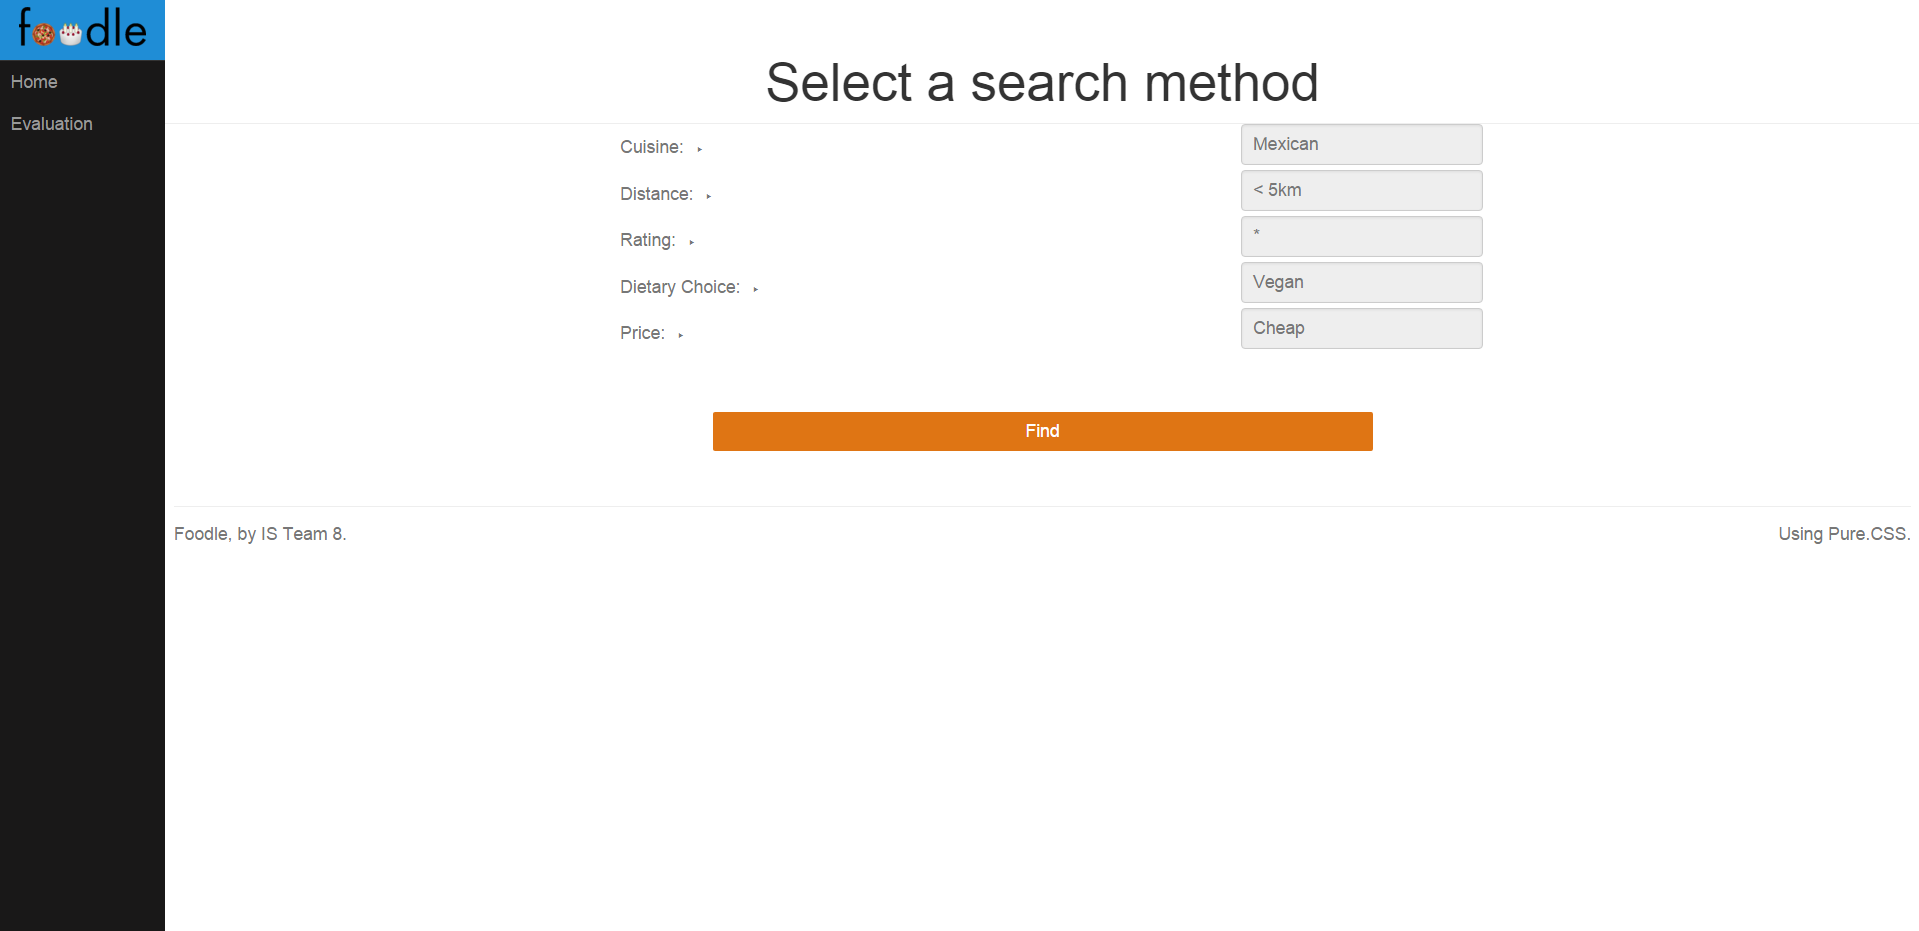 foodle
Home
Evaluation
Select a search method
Cuisine: ▸ Mexican
Distance: ▸ < 5km
Rating: ▸ *
Dietary Choice: ▸ Vegan
Price: ▸ Cheap
Find
Foodle, by IS Team 8. Using Pure.CSS.